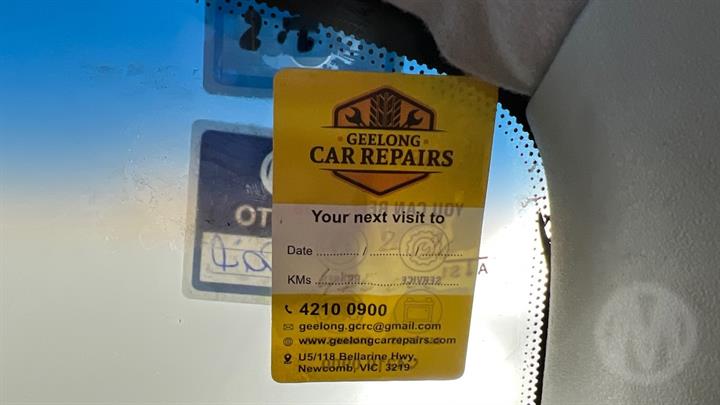 GEELONG
CAR REPAIRS
Your next visit to
Date ............../............../..............
KMs ..............
4210 0900
geelong.gcrc@gmail.com
www.geelongcarrepairs.com
U5/118 Bellarine Hwy,
Newcomb, VIC, 3219